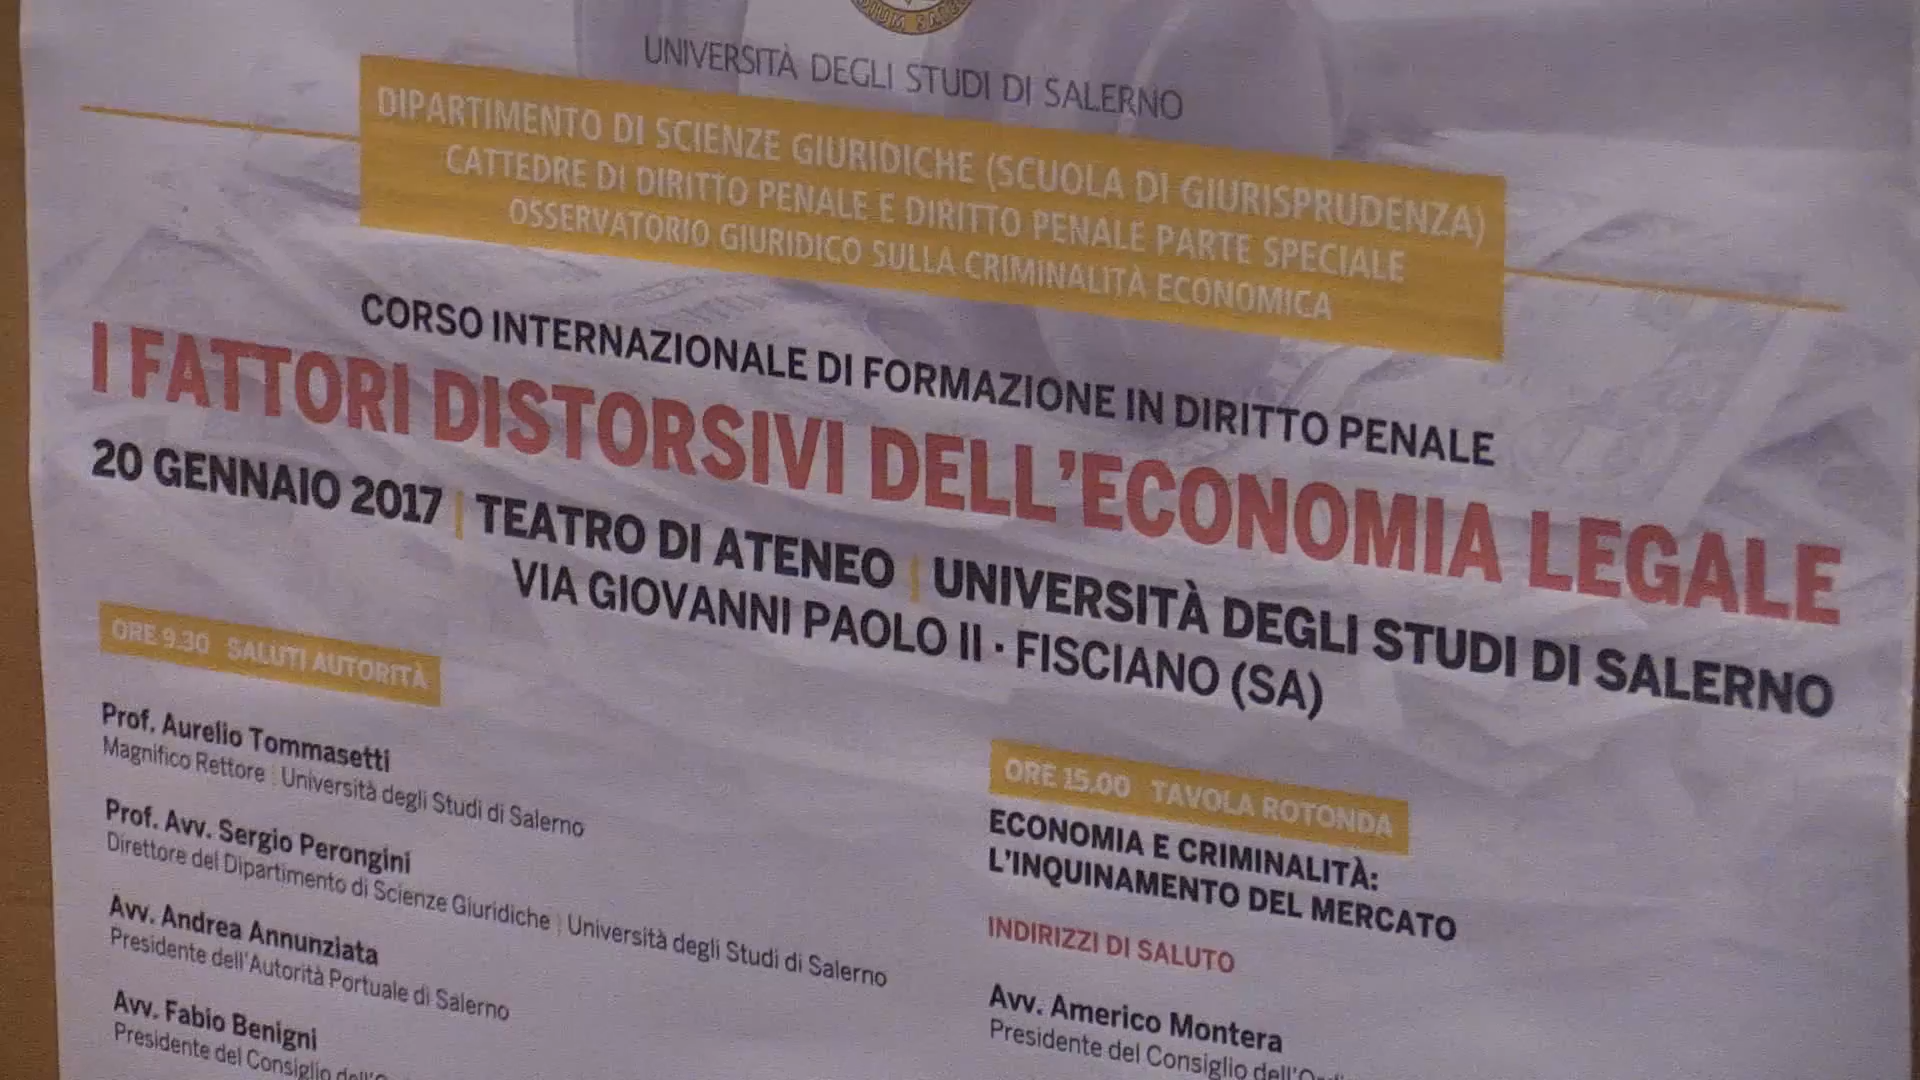 UNIVERSITÀ DEGLI STUDI DI SALERNO
DIPARTIMENTO DI SCIENZE GIURIDICHE (SCUOLA DI GIURISPRUDENZA)
CATTEDRE DI DIRITTO PENALE E DIRITTO PENALE PARTE SPECIALE
OSSERVATORIO GIURIDICO SULLA CRIMINALITÀ ECONOMICA
CORSO INTERNAZIONALE DI FORMAZIONE IN DIRITTO PENALE
I FATTORI DISTORSIVI DELL'ECONOMIA LEGALE
20 GENNAIO 2017 | TEATRO DI ATENEO | UNIVERSITÀ DEGLI STUDI DI SALERNO
VIA GIOVANNI PAOLO II · FISCIANO (SA)
ORE 9.30 SALUTI AUTORITÀ
Prof. Aurelio Tommasetti
Magnifico Rettore | Università degli Studi di Salerno
Prof. Avv. Sergio Perongini
Direttore del Dipartimento di Scienze Giuridiche | Università degli Studi di Salerno
Avv. Andrea Annunziata
Presidente dell'Autorità Portuale di Salerno
Avv. Fabio Benigni
Presidente del Consiglio
ORE 15.00 TAVOLA ROTONDA
ECONOMIA E CRIMINALITÀ:
L'INQUINAMENTO DEL MERCATO
INDIRIZZI DI SALUTO
Avv. Americo Montera
Presidente del Consiglio